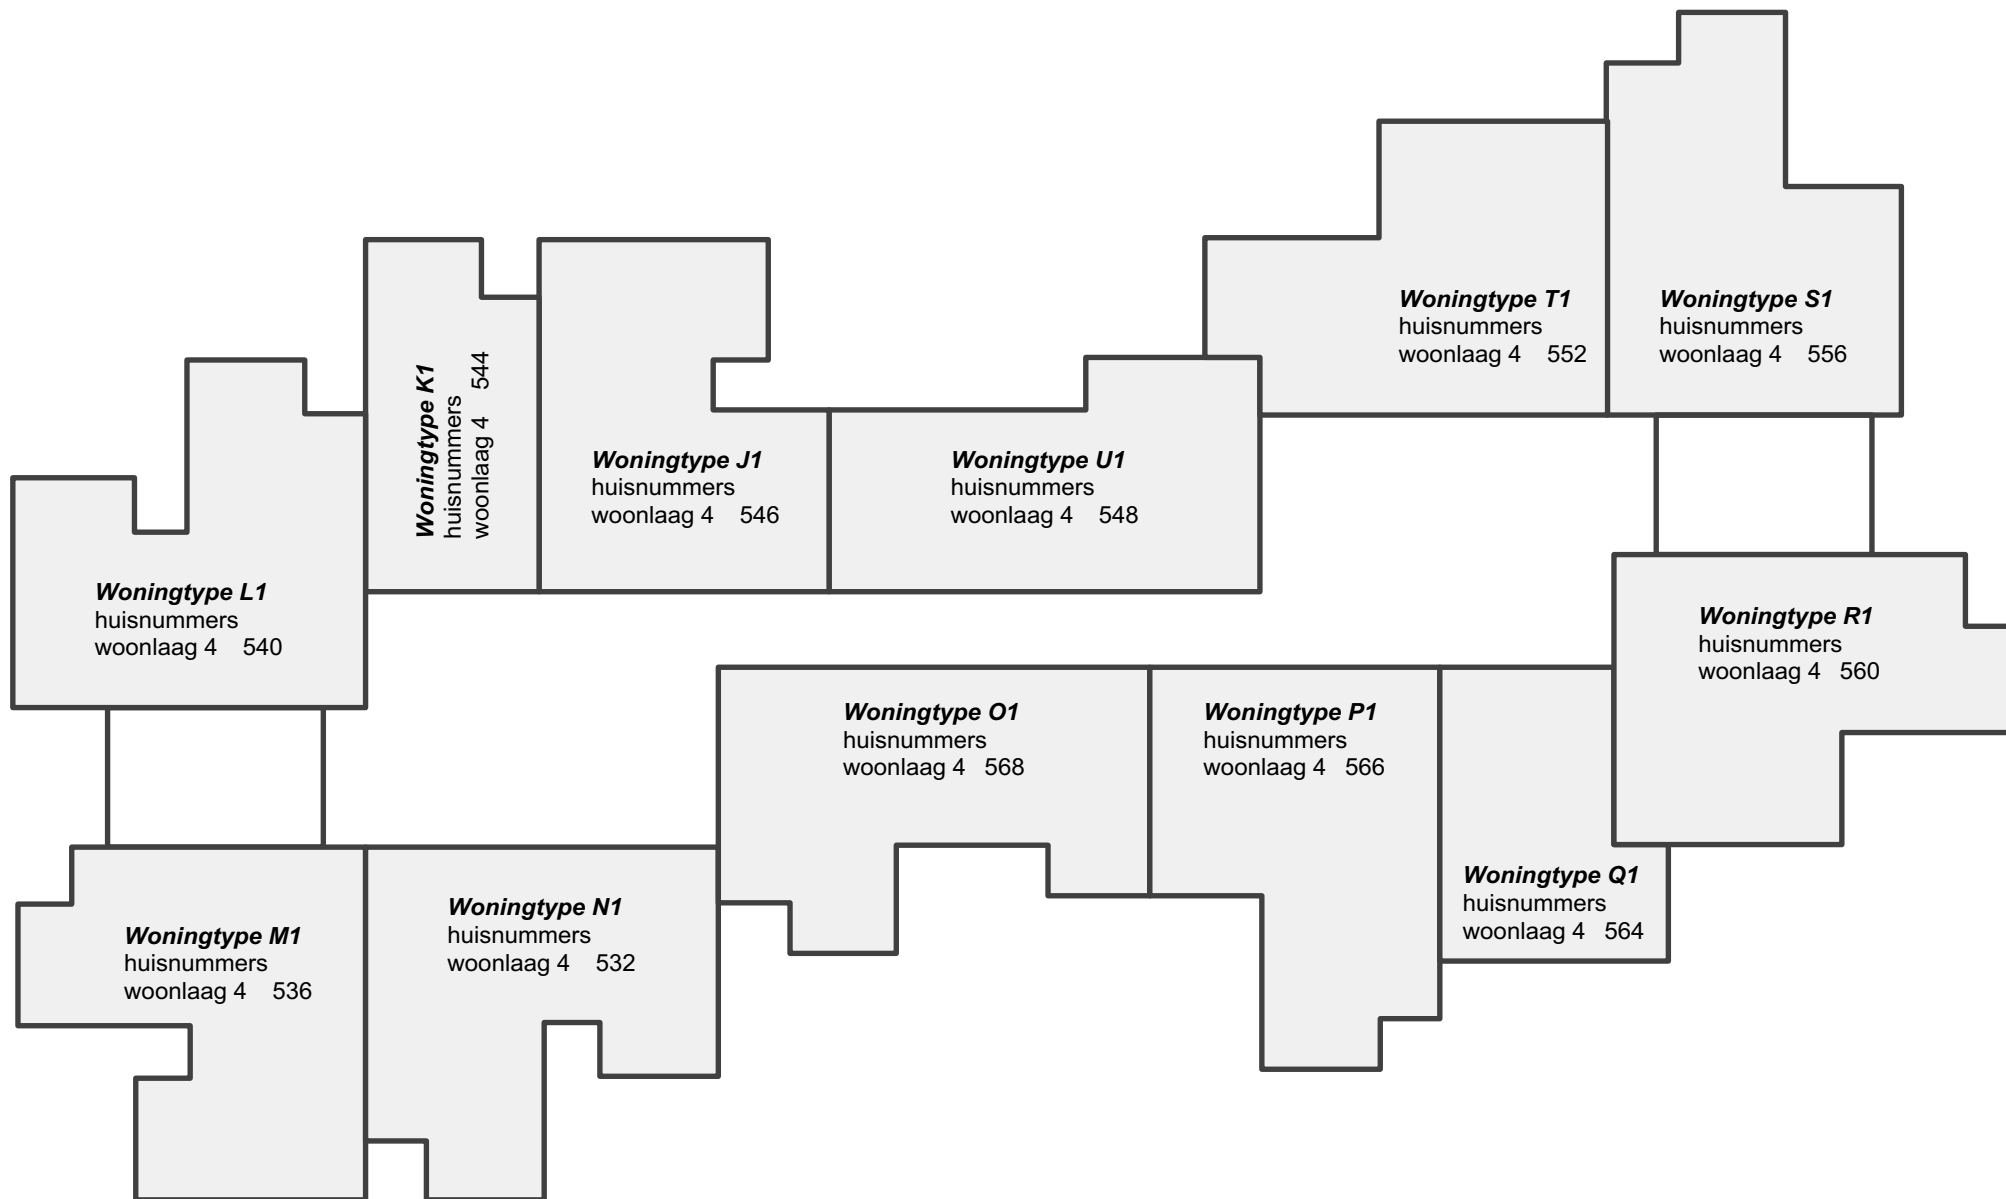 Woningtype T1
huisnummers
woonlaag 4 552
Woningtype S1
huisnummers
woonlaag 4 556
Woningtype K1
huisnummers
woonlaag 4 544
Woningtype J1
huisnummers
woonlaag 4 546
Woningtype U1
huisnummers
woonlaag 4 548
Woningtype L1
huisnummers
woonlaag 4 540
Woningtype R1
huisnummers
woonlaag 4 560
Woningtype O1
huisnummers
woonlaag 4 568
Woningtype P1
huisnummers
woonlaag 4 566
Woningtype Q1
huisnummers
woonlaag 4 564
Woningtype M1
huisnummers
woonlaag 4 536
Woningtype N1
huisnummers
woonlaag 4 532